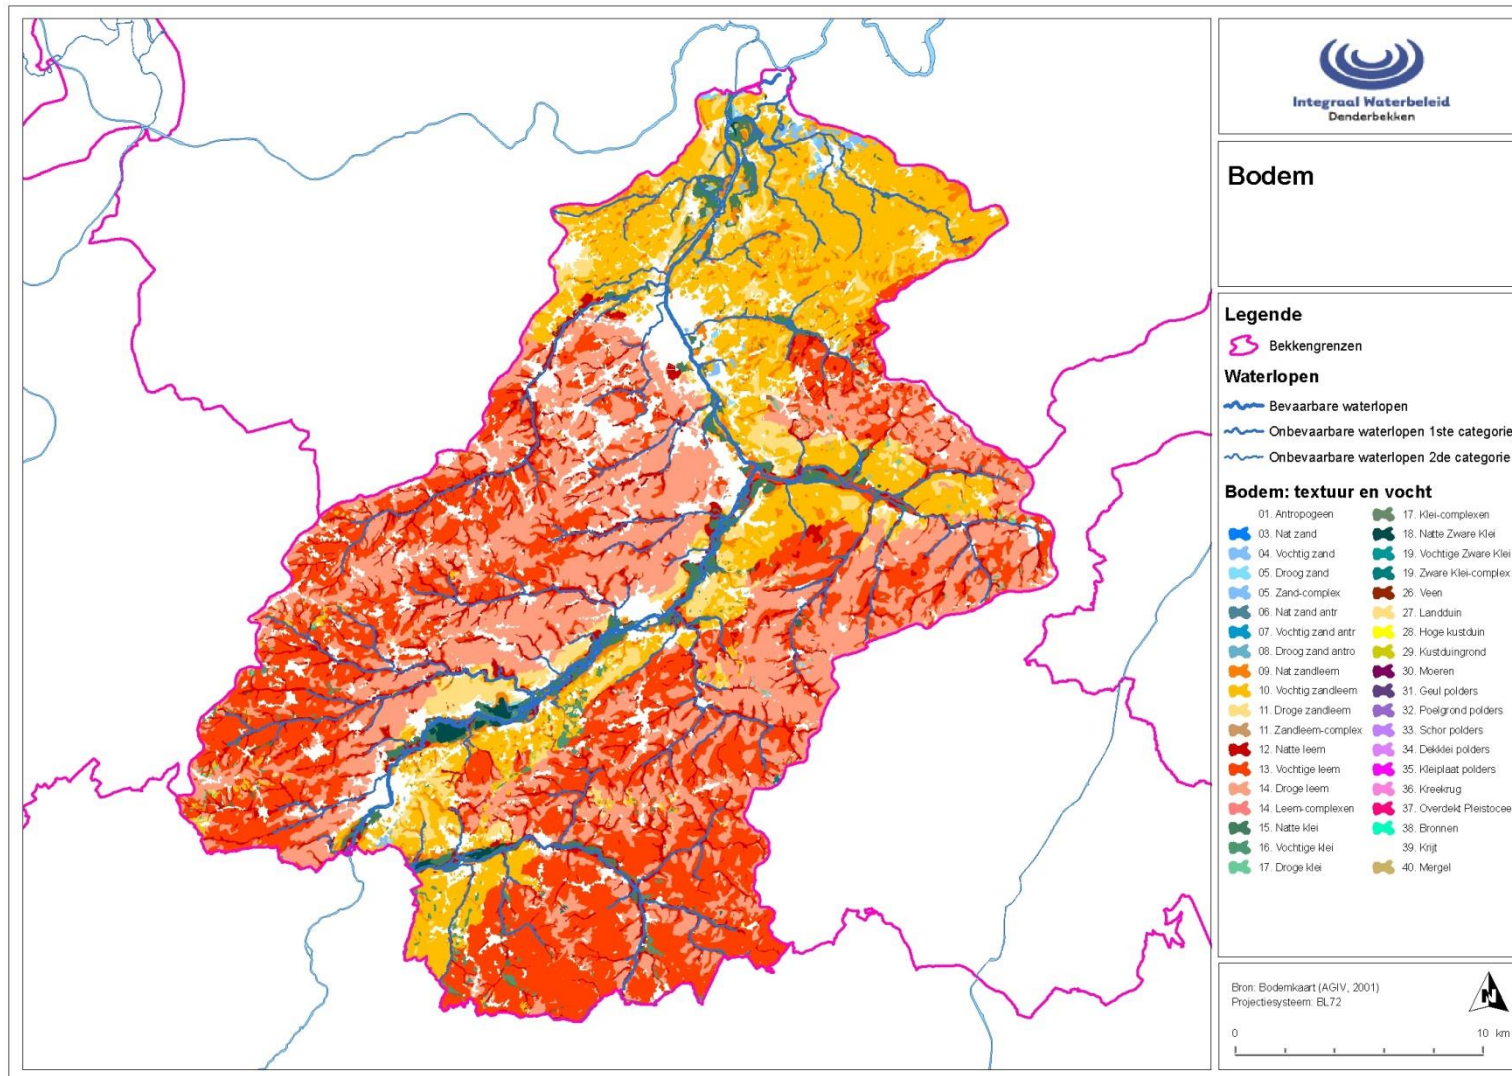 Integraal Waterbeleid
Denderbekken
Bodem
Legende
Bekkengrenzen
Waterlopen
Bevaarbare waterlopen
Onbevaarbare waterlopen 1ste categorie
Onbevaarbare waterlopen 2de categorie
Bodem: textuur en vocht
01. Antropogeen
03. Nat zand
04. Vochtig zand
05. Droog zand
05. Zand-complex
06. Nat zand antr
07. Vochtig zand antr
08. Droog zand antro
09. Nat zandleem
10. Vochtig zandleem
11. Droge zandleem
11. Zandleem-complex
12. Natte leem
13. Vochtige leem
14. Droge leem
14. Leem-complexen
15. Natte klei
16. Vochtige klei
17. Droge klei
17. Klei-complexen
18. Natte Zware Klei
19. Vochtige Zware Klei
19. Zware Klei-complex
26. Veen
27. Landduin
28. Hoge kustduin
29. Kustduingrond
30. Moeren
31. Geul polders
32. Poelgrond polders
33. Schor polders
34. Dekklei polders
35. Kleiplaat polders
36. Kreekrug
37. Overdekt Pleistocee
38. Bronnen
39. Krijt
40. Mergel
Bron: Bodemkaart (AGIV, 2001)
Projectiesysteem: BL72
N
0 10 km